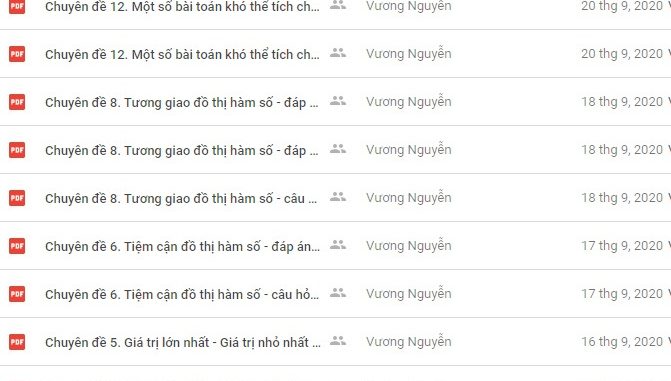 PDF Chuyên đề 12. Một số bài toán khó thể tích ch... Vương Nguyễn 20 thg 9, 2020
PDF Chuyên đề 12. Một số bài toán khó thể tích ch... Vương Nguyễn 20 thg 9, 2020
PDF Chuyên đề 8. Tương giao đồ thị hàm số - đáp ... Vương Nguyễn 18 thg 9, 2020
PDF Chuyên đề 8. Tương giao đồ thị hàm số - đáp ... Vương Nguyễn 18 thg 9, 2020
PDF Chuyên đề 8. Tương giao đồ thị hàm số - câu ... Vương Nguyễn 18 thg 9, 2020
PDF Chuyên đề 6. Tiệm cận đồ thị hàm số - đáp án... Vương Nguyễn 17 thg 9, 2020
PDF Chuyên đề 6. Tiệm cận đồ thị hàm số - câu hỏ... Vương Nguyễn 17 thg 9, 2020
PDF Chuyên đề 5. Giá trị lớn nhất - Giá trị nhỏ nhất ... Vương Nguyễn 16 thg 9, 2020